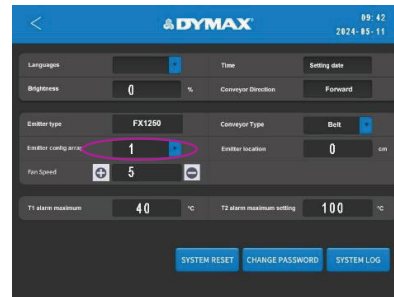 DYMAX
09:42
2024-05-11
Languages
Time
Setting date
Brightness 0 %
Conveyor Direction Forward
Emitter type FX1250
Conveyor Type Belt
Emitter config array 1
Emitter location 0 cm
Fan Speed + 5 −
T1 alarm maximum 40 °C
T2 alarm maximum setting 100 °C
SYSTEM RESET CHANGE PASSWORD SYSTEM LOG